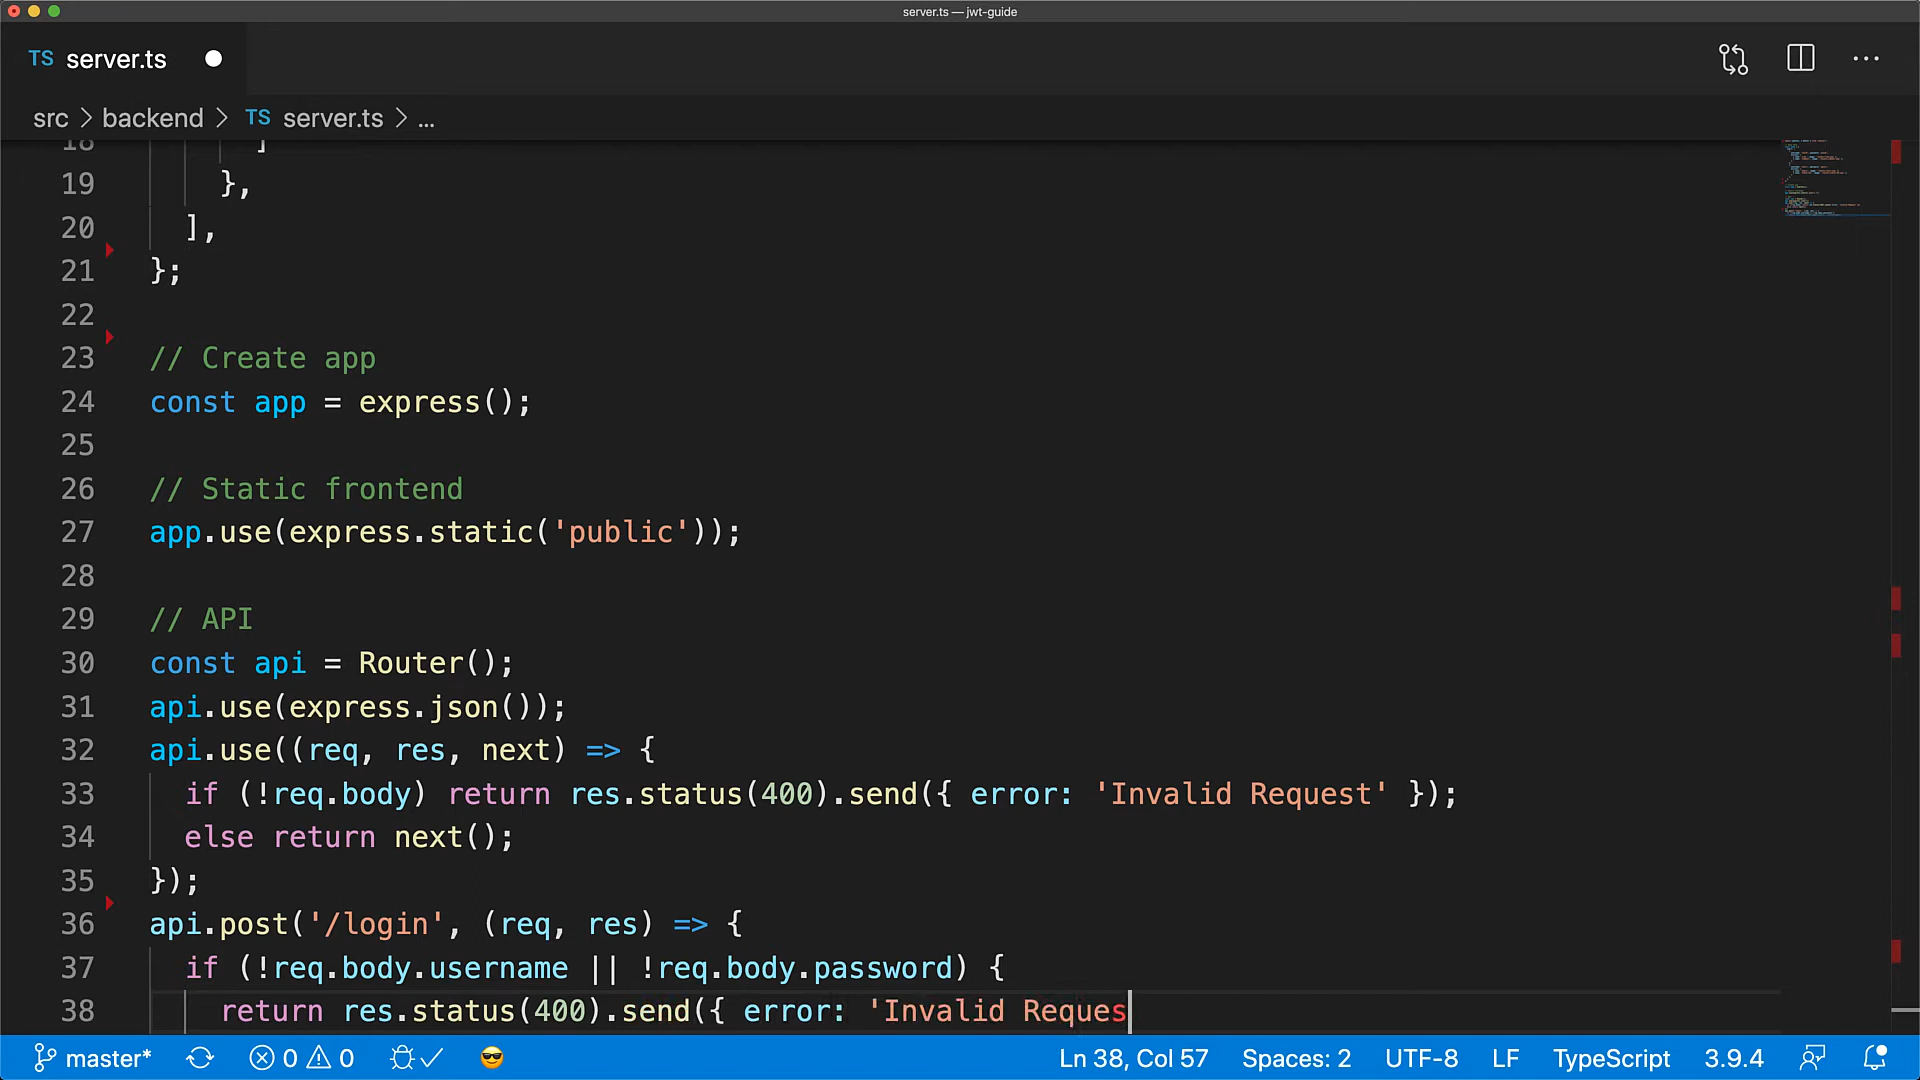 server.ts — jwt-guide
TS server.ts
src > backend > TS server.ts > ...
18 ]
19 },
20 ],
21 };
22
23 // Create app
24 const app = express();
25
26 // Static frontend
27 app.use(express.static('public'));
28
29 // API
30 const api = Router();
31 api.use(express.json());
32 api.use((req, res, next) => {
33 if (!req.body) return res.status(400).send({ error: 'Invalid Request' });
34 else return next();
35 });
36 api.post('/login', (req, res) => {
37 if (!req.body.username || !req.body.password) {
38 return res.status(400).send({ error: 'Invalid Reques
master* 0 0 Ln 38, Col 57 Spaces: 2 UTF-8 LF TypeScript 3.9.4